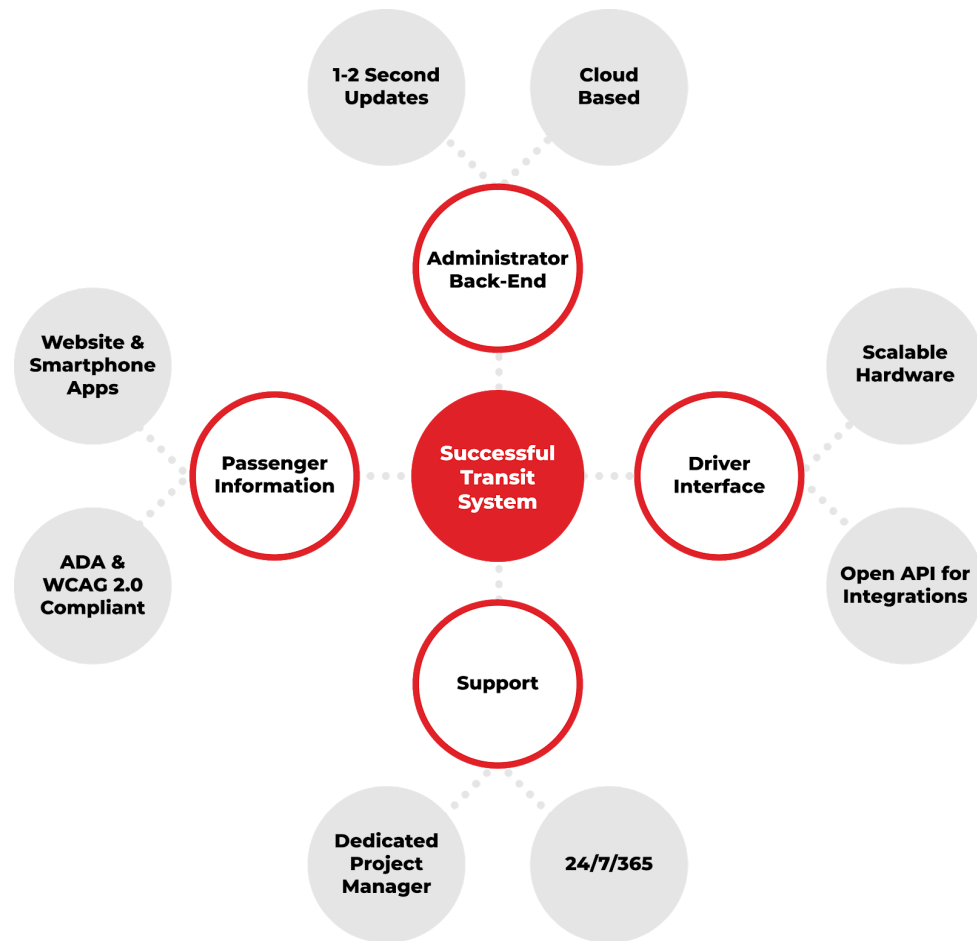 1-2 Second
Updates
Cloud
Based
Administrator
Back-End
Website &
Smartphone
Apps
Scalable
Hardware
Passenger
Information
Successful
Transit
System
Driver
Interface
ADA &
WCAG 2.0
Compliant
Open API for
Integrations
Support
Dedicated
Project
Manager
24/7/365